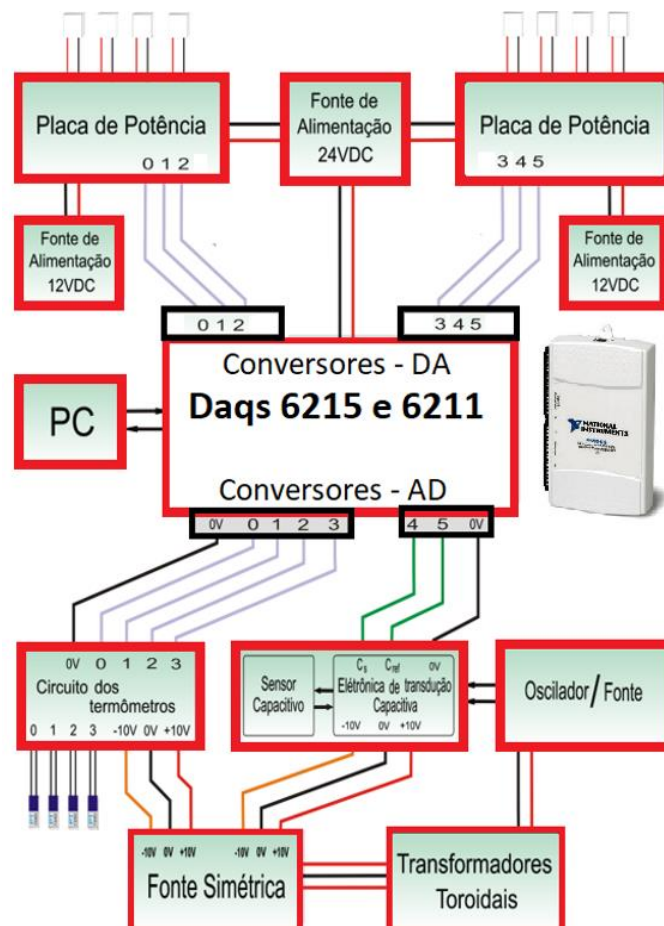 Placa de Potência
0 1 2
Fonte de
Alimentação
24VDC
Placa de Potência
3 4 5
Fonte de
Alimentação
12VDC
Fonte de
Alimentação
12VDC
0 1 2
3 4 5
Conversores - DA
Daqs 6215 e 6211
PC
Conversores - AD
0V 0 1 2 3
4 5 0V
NATIONAL
INSTRUMENTS
0V 0 1 2 3
Circuito dos
termômetros
0 1 2 3 -10V 0V +10V
Sensor
Capacitivo
Cs Cref 0V
Elétrônica de transdução
Capacitiva
-10V 0V +10V
Oscilador/Fonte
-10V 0V +10V
-10V 0V +10V
Fonte Simétrica
Transformadores
Toroidais